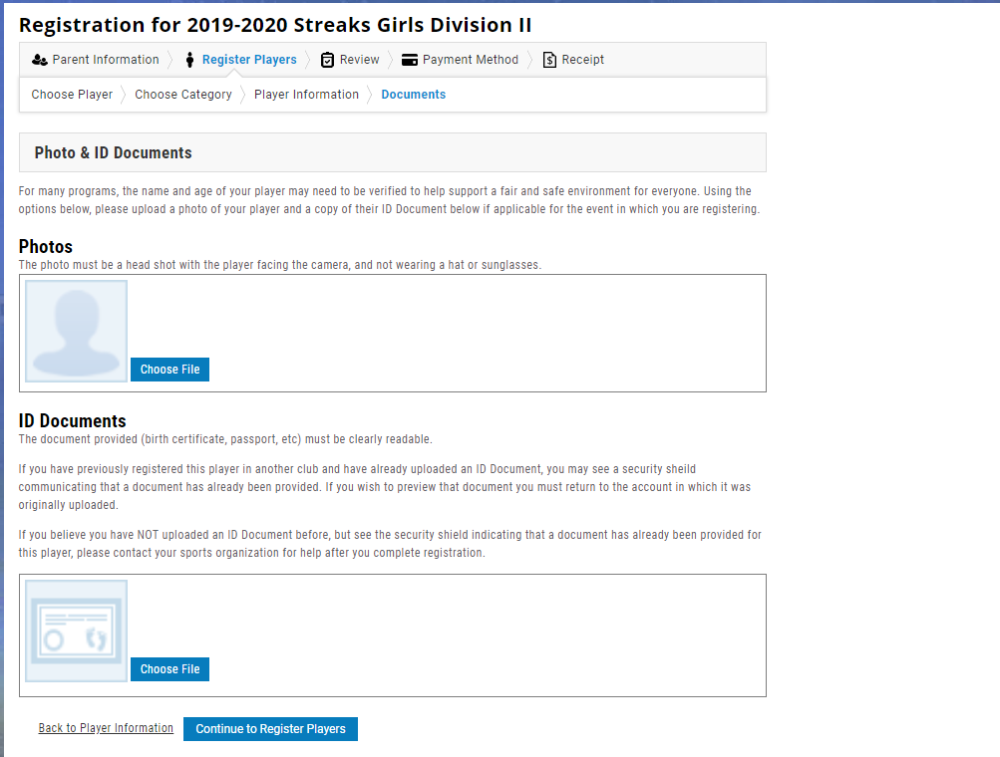 Registration for 2019-2020 Streaks Girls Division II
Parent Information Register Players Review Payment Method Receipt
Choose Player Choose Category Player Information Documents
Photo & ID Documents
For many programs, the name and age of your player may need to be verified to help support a fair and safe environment for everyone. Using the
options below, please upload a photo of your player and a copy of their ID Document below if applicable for the event in which you are registering.
Photos
The photo must be a head shot with the player facing the camera, and not wearing a hat or sunglasses.
Choose File
ID Documents
The document provided (birth certificate, passport, etc) must be clearly readable.
If you have previously registered this player in another club and have already uploaded an ID Document, you may see a security sheild
communicating that a document has already been provided. If you wish to preview that document you must return to the account in which it was
originally uploaded.
If you believe you have NOT uploaded an ID Document before, but see the security shield indicating that a document has already been provided for
this player, please contact your sports organization for help after you complete registration.
Choose File
Back to Player Information Continue to Register Players